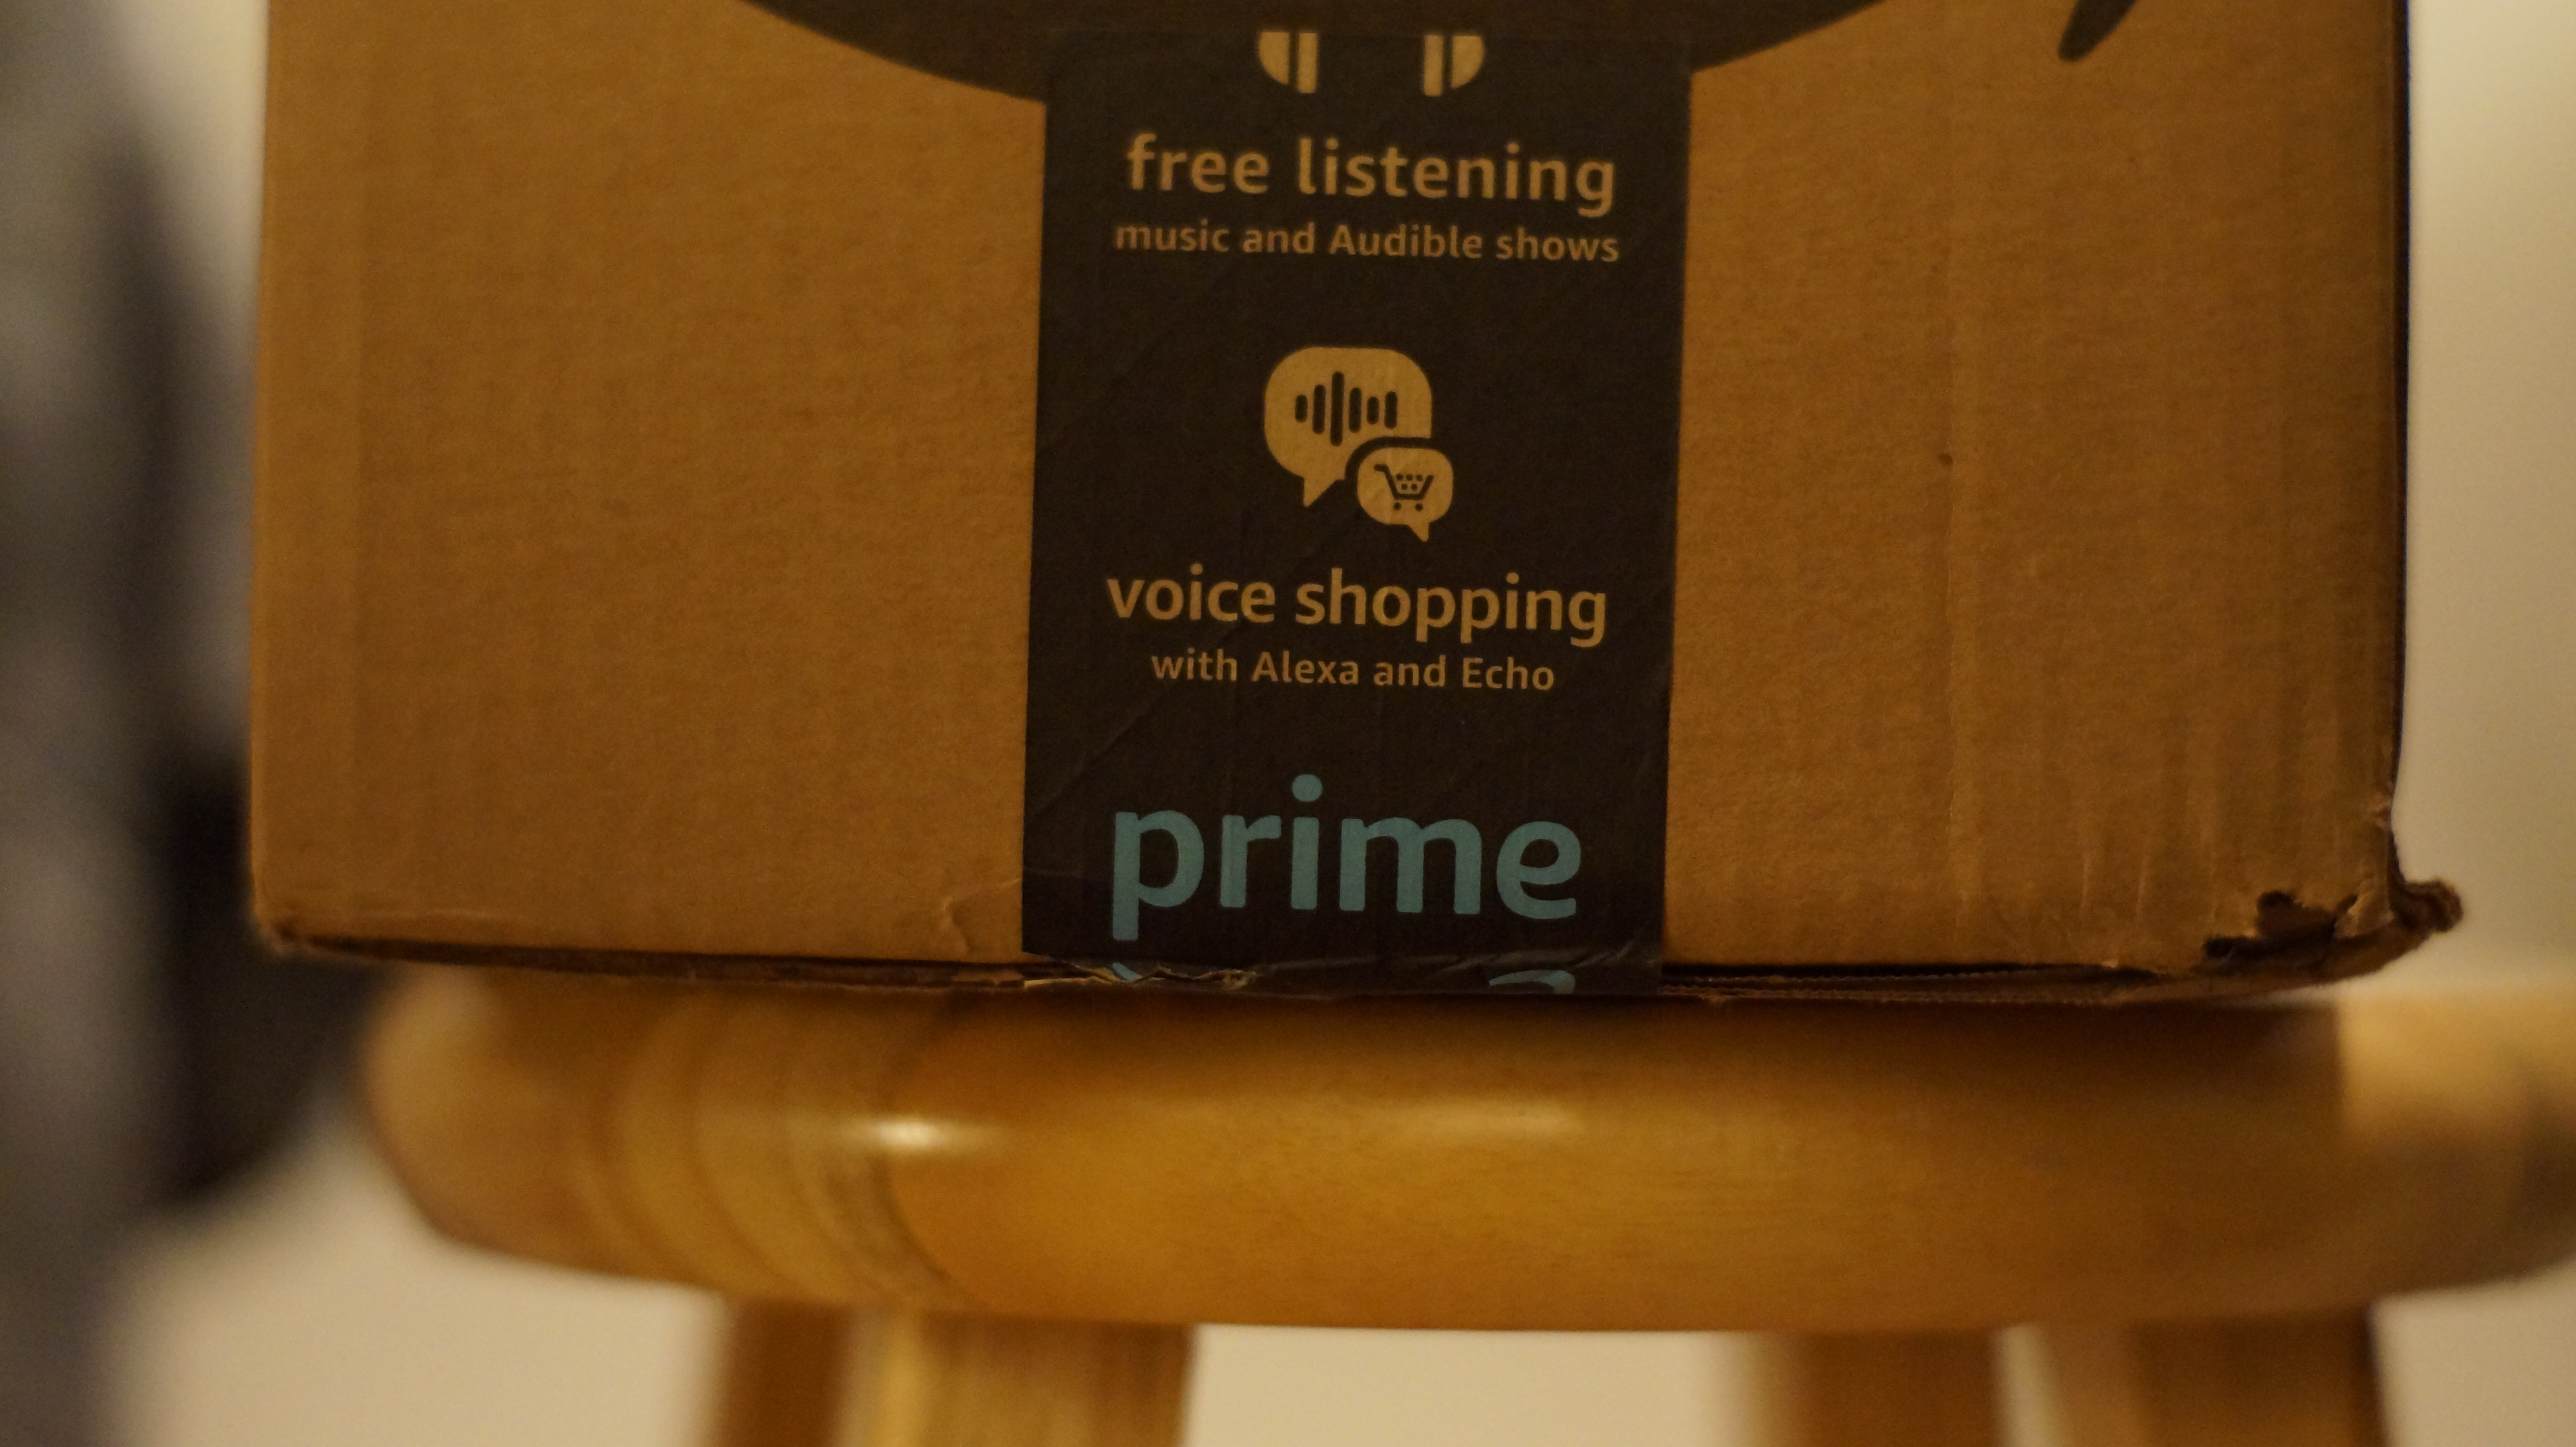 free listening
music and Audible shows
voice shopping
with Alexa and Echo
prime